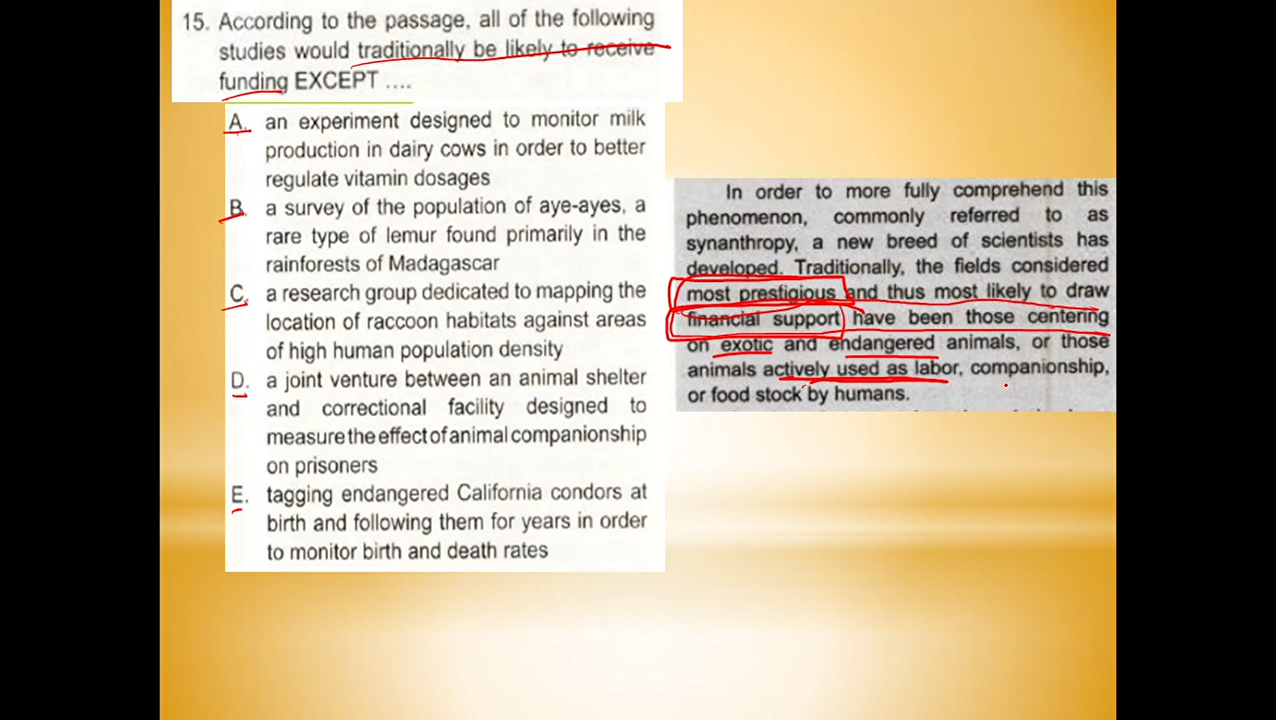 15. According to the passage, all of the following
studies would traditionally be likely to receive
funding EXCEPT ....
A. an experiment designed to monitor milk
production in dairy cows in order to better
regulate vitamin dosages
B. a survey of the population of aye-ayes, a
rare type of lemur found primarily in the
rainforests of Madagascar
C. a research group dedicated to mapping the
location of raccoon habitats against areas
of high human population density
D. a joint venture between an animal shelter
and correctional facility designed to
measure the effect of animal companionship
on prisoners
E. tagging endangered California condors at
birth and following them for years in order
to monitor birth and death rates
In order to more fully comprehend this
phenomenon, commonly referred to as
synanthropy, a new breed of scientists has
developed. Traditionally, the fields considered
most prestigious and thus most likely to draw
financial support have been those centering
on exotic and endangered animals, or those
animals actively used as labor, companionship,
or food stock by humans.